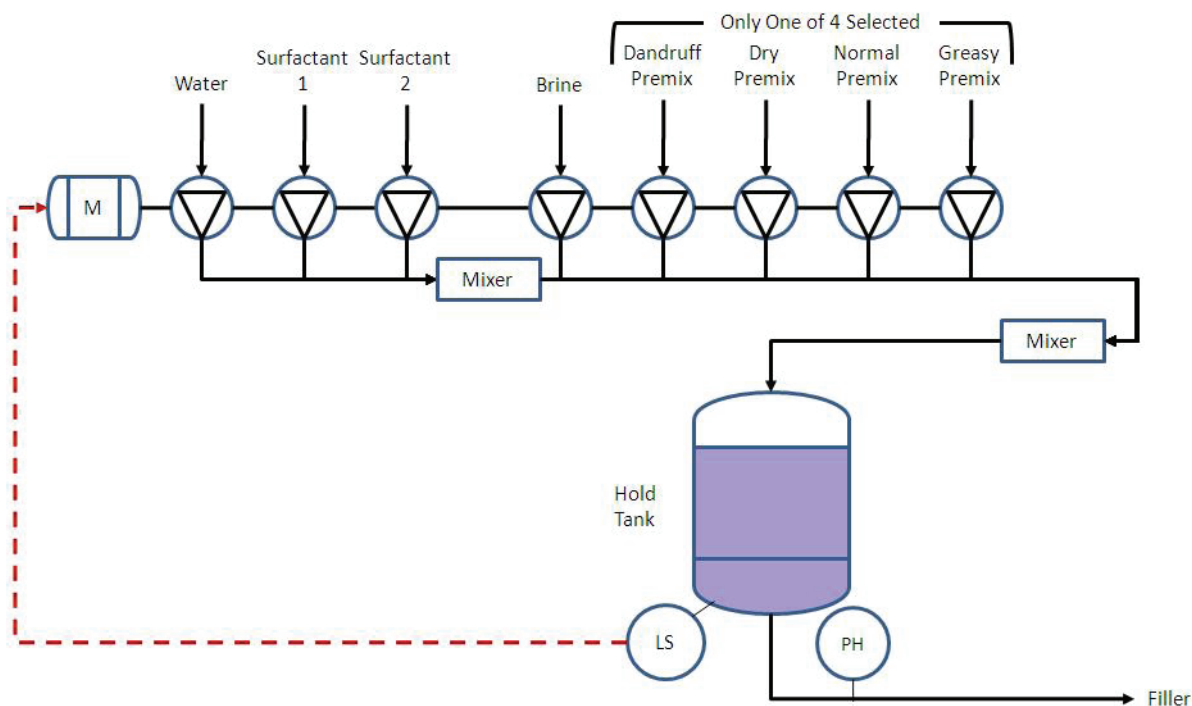 Only One of 4 Selected
Water
Surfactant
1
Surfactant
2
Brine
Dandruff
Premix
Dry
Premix
Normal
Premix
Greasy
Premix
M
Mixer
Mixer
Hold
Tank
LS
PH
Filler